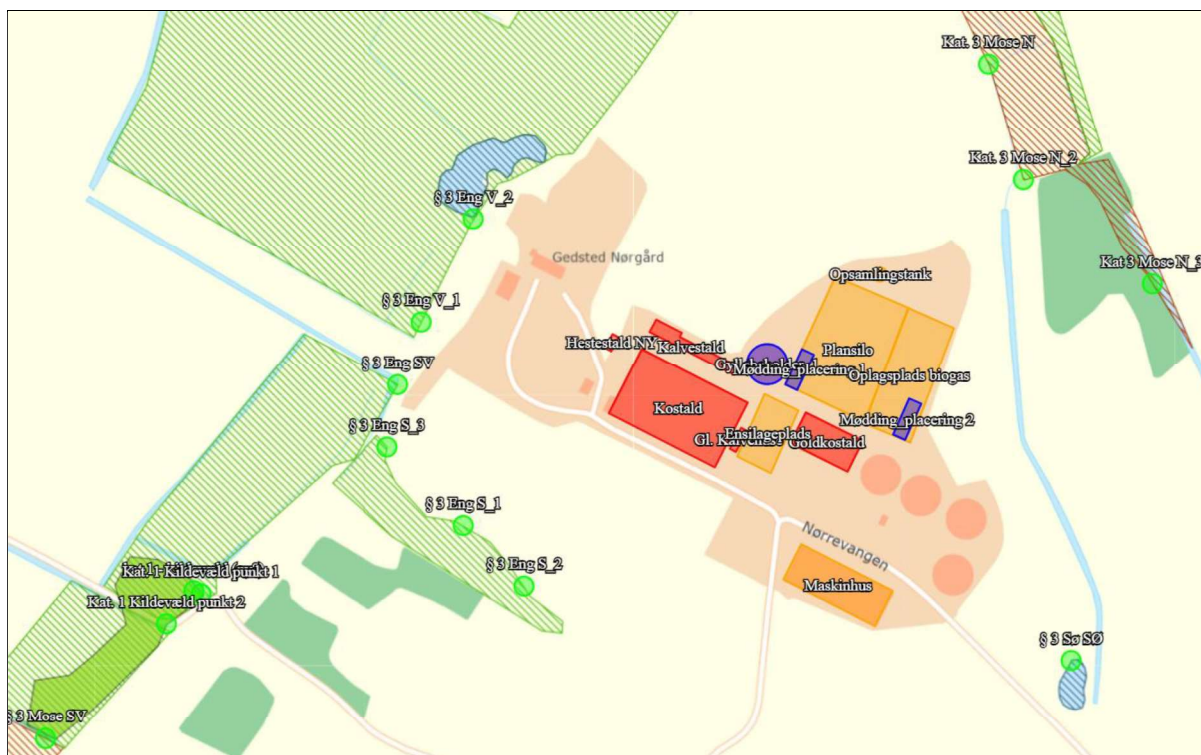 Kat. 3 Mose N
Kat. 3 Mose N_2
§ 3 Eng V_2
Gedsted Nørgård
Opsamlingstank
Kat 3 Mose N_3
§ 3 Eng V_1
Hestestald NY
Kalvestald
Plansilo
Mødding_placering 1
Oplagsplads biogas
§ 3 Eng SV
Kostald
Mødding_placering 2
Ensilageplads
Gl.
Goldkostald
§ 3 Eng S_3
§ 3 Eng S_1
Nørrevangen
§ 3 Eng S_2
Maskinhus
Kat. 1 Kildevæld punkt 1
Kat. 1 Kildevæld punkt 2
§ 3 Sø SØ
§ 3 Mose SV